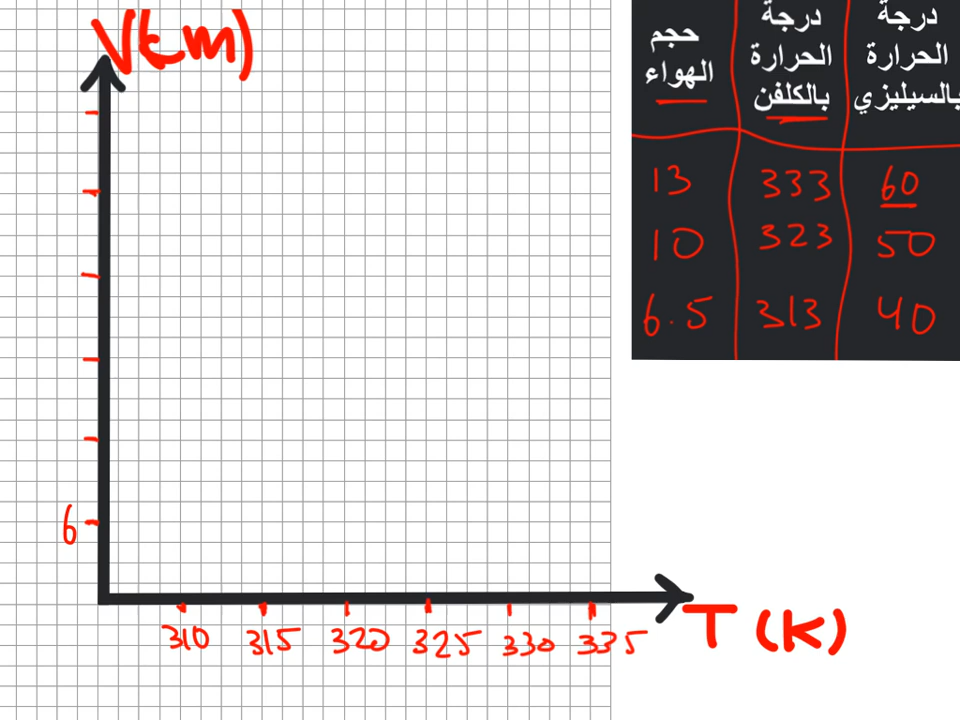 V(cm)
6
310 315 320 325 330 335
T (K)
درجة الحرارة بالسيليزي
درجة الحرارة بالكلفن
حجم الهواء
60 333 13
50 323 10
40 313 6.5